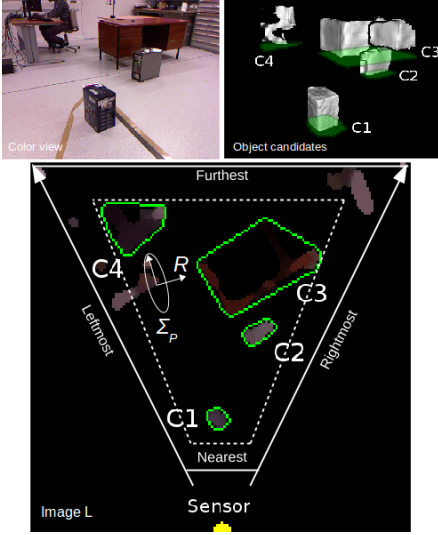 Color view
Object candidates
C4
C3
C2
C1
Furthest
C4
R
C3
Σ_P
Leftmost
Rightmost
C2
C1
Nearest
Image L
Sensor